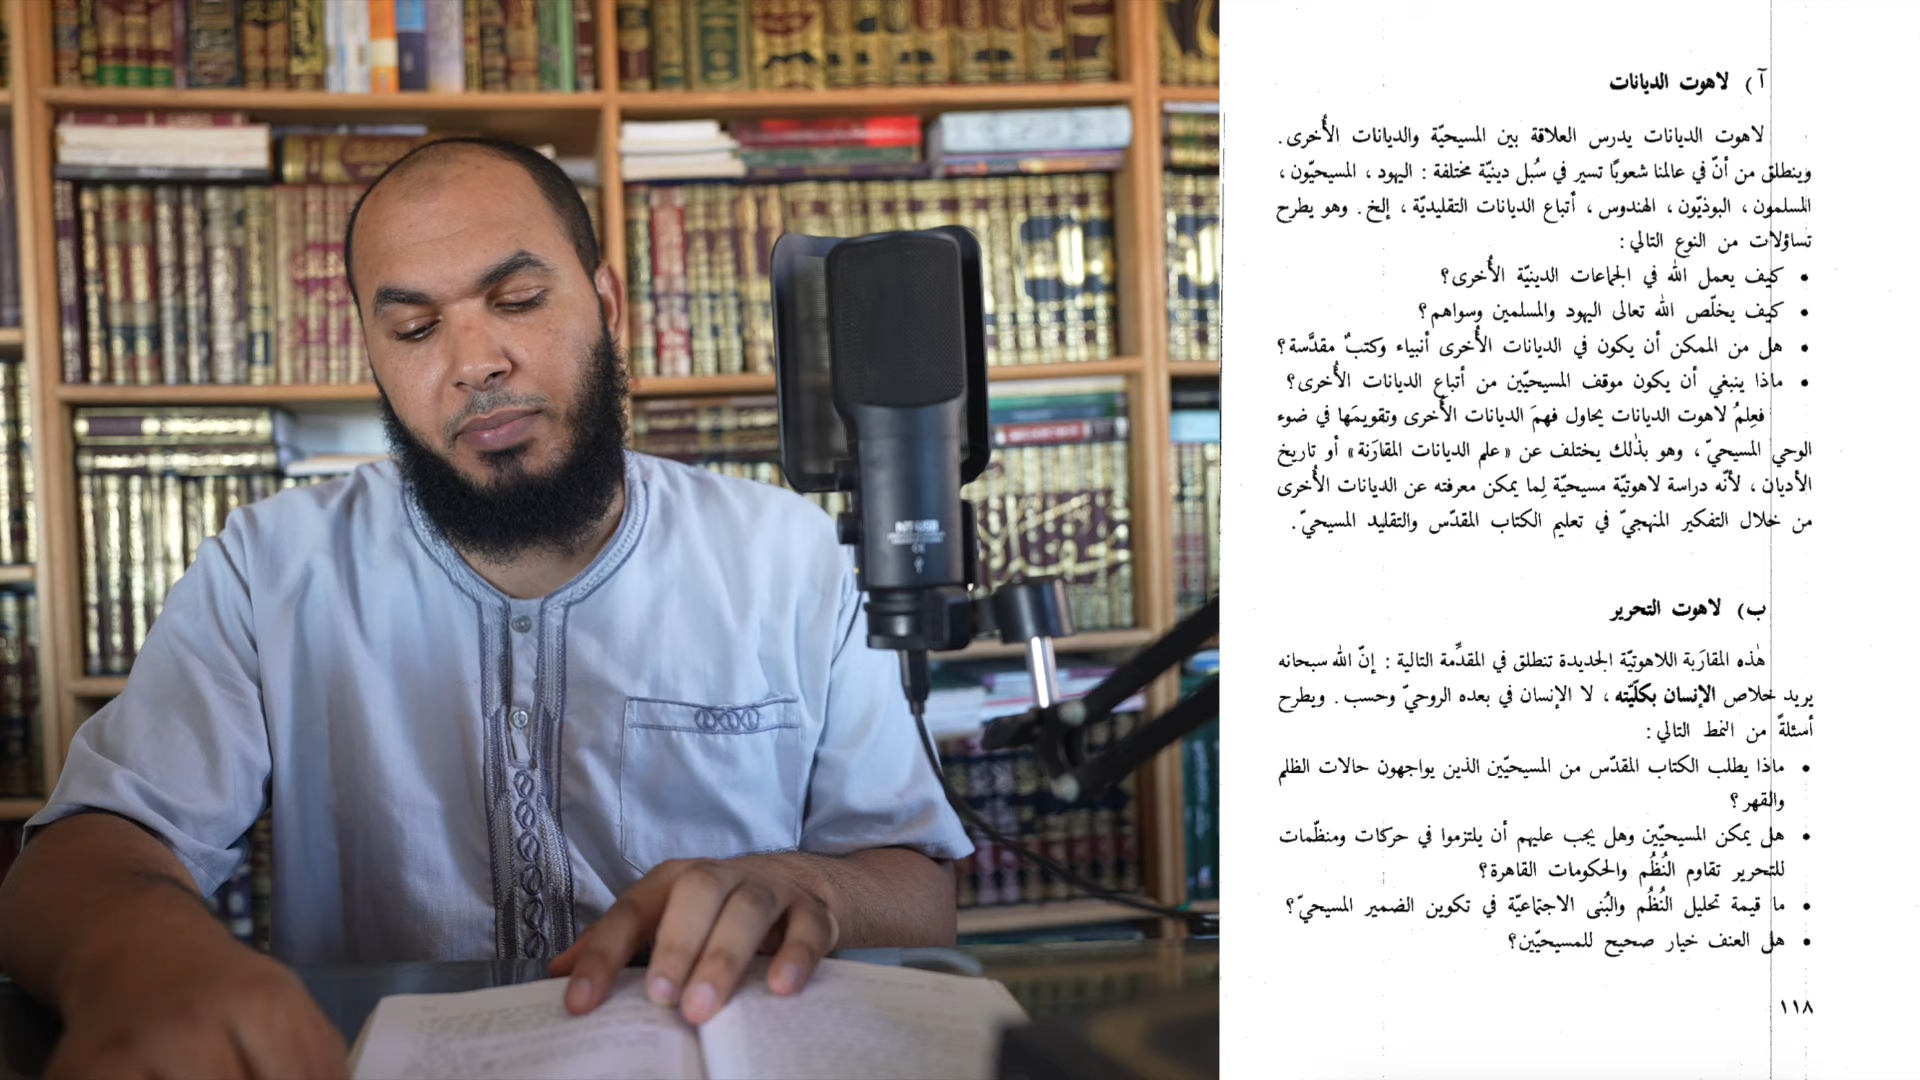 آ) لاهوت الديانات
لاهوت الديانات يدرس العلاقة بين المسيحيّة والديانات الأُخرى.
وينطلق من أنّ في عالمنا شعوبًا تسير في سُبل دينيّة مختلفة: اليهود، المسيحيّون،
المسلمون، البوذيّون، الهندوس، أتباع الديانات التقليديّة، إلخ. وهو يطرح
تساؤلات من النوع التالي:
• كيف يعمل الله في الجماعات الدينيّة الأُخرى؟
• كيف يخلّص الله تعالى اليهود والمسلمين وسواهم؟
• هل من الممكن أن يكون في الديانات الأُخرى أنبياء وكتبٌ مقدَّسة؟
• ماذا ينبغي أن يكون موقف المسيحيّين من أتباع الديانات الأُخرى؟
فعِلمُ لاهوت الديانات يحاول فهمَ الديانات الأُخرى وتقويمَها في ضوء
الوحي المسيحيّ، وهو بذٰلك يختلف عن «علم الديانات المقارَنة» أو تاريخ
الأديان، لأنّه دراسة لاهوتيّة مسيحيّة لِما يمكن معرفته عن الديانات الأُخرى
من خلال التفكير المنهجيّ في تعليم الكتاب المقدّس والتقليد المسيحيّ.
ب) لاهوت التحرير
هٰذه المقارَبة اللاهوتيّة الجديدة تنطلق في المقدِّمة التالية: إنّ الله سبحانه
يريد خلاص الإنسان بكلّيّته، لا الإنسان في بعده الروحيّ وحسب. ويطرح
أسئلةً من النمط التالي:
• ماذا يطلب الكتاب المقدّس من المسيحيّين الذين يواجهون حالات الظلم
والقهر؟
• هل يمكن المسيحيّين وهل يجب عليهم أن يلتزموا في حركات ومنظّمات
للتحرير تقاوم النُظُم والحكومات القاهرة؟
• ما قيمة تحليل النُظُم والبُنى الاجتماعيّة في تكوين الضمير المسيحيّ؟
• هل العنف خيار صحيح للمسيحيّين؟
١١٨